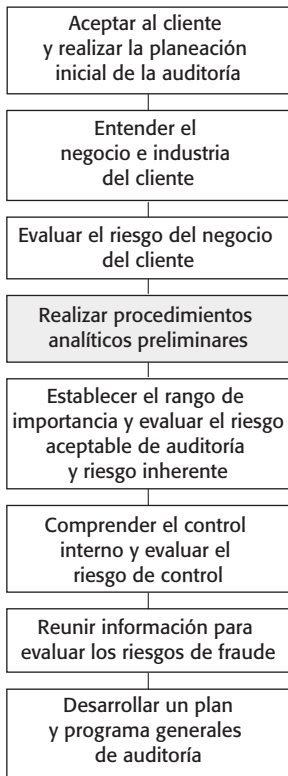 Aceptar al cliente
y realizar la planeación
inicial de la auditoría
Entender el
negocio e industria
del cliente
Evaluar el riesgo del negocio
del cliente
Realizar procedimientos
analíticos preliminares
Establecer el rango de
importancia y evaluar el riesgo
aceptable de auditoría
y riesgo inherente
Comprender el control
interno y evaluar el
riesgo de control
Reunir información para
evaluar los riesgos de fraude
Desarrollar un plan
y programa generales
de auditoría